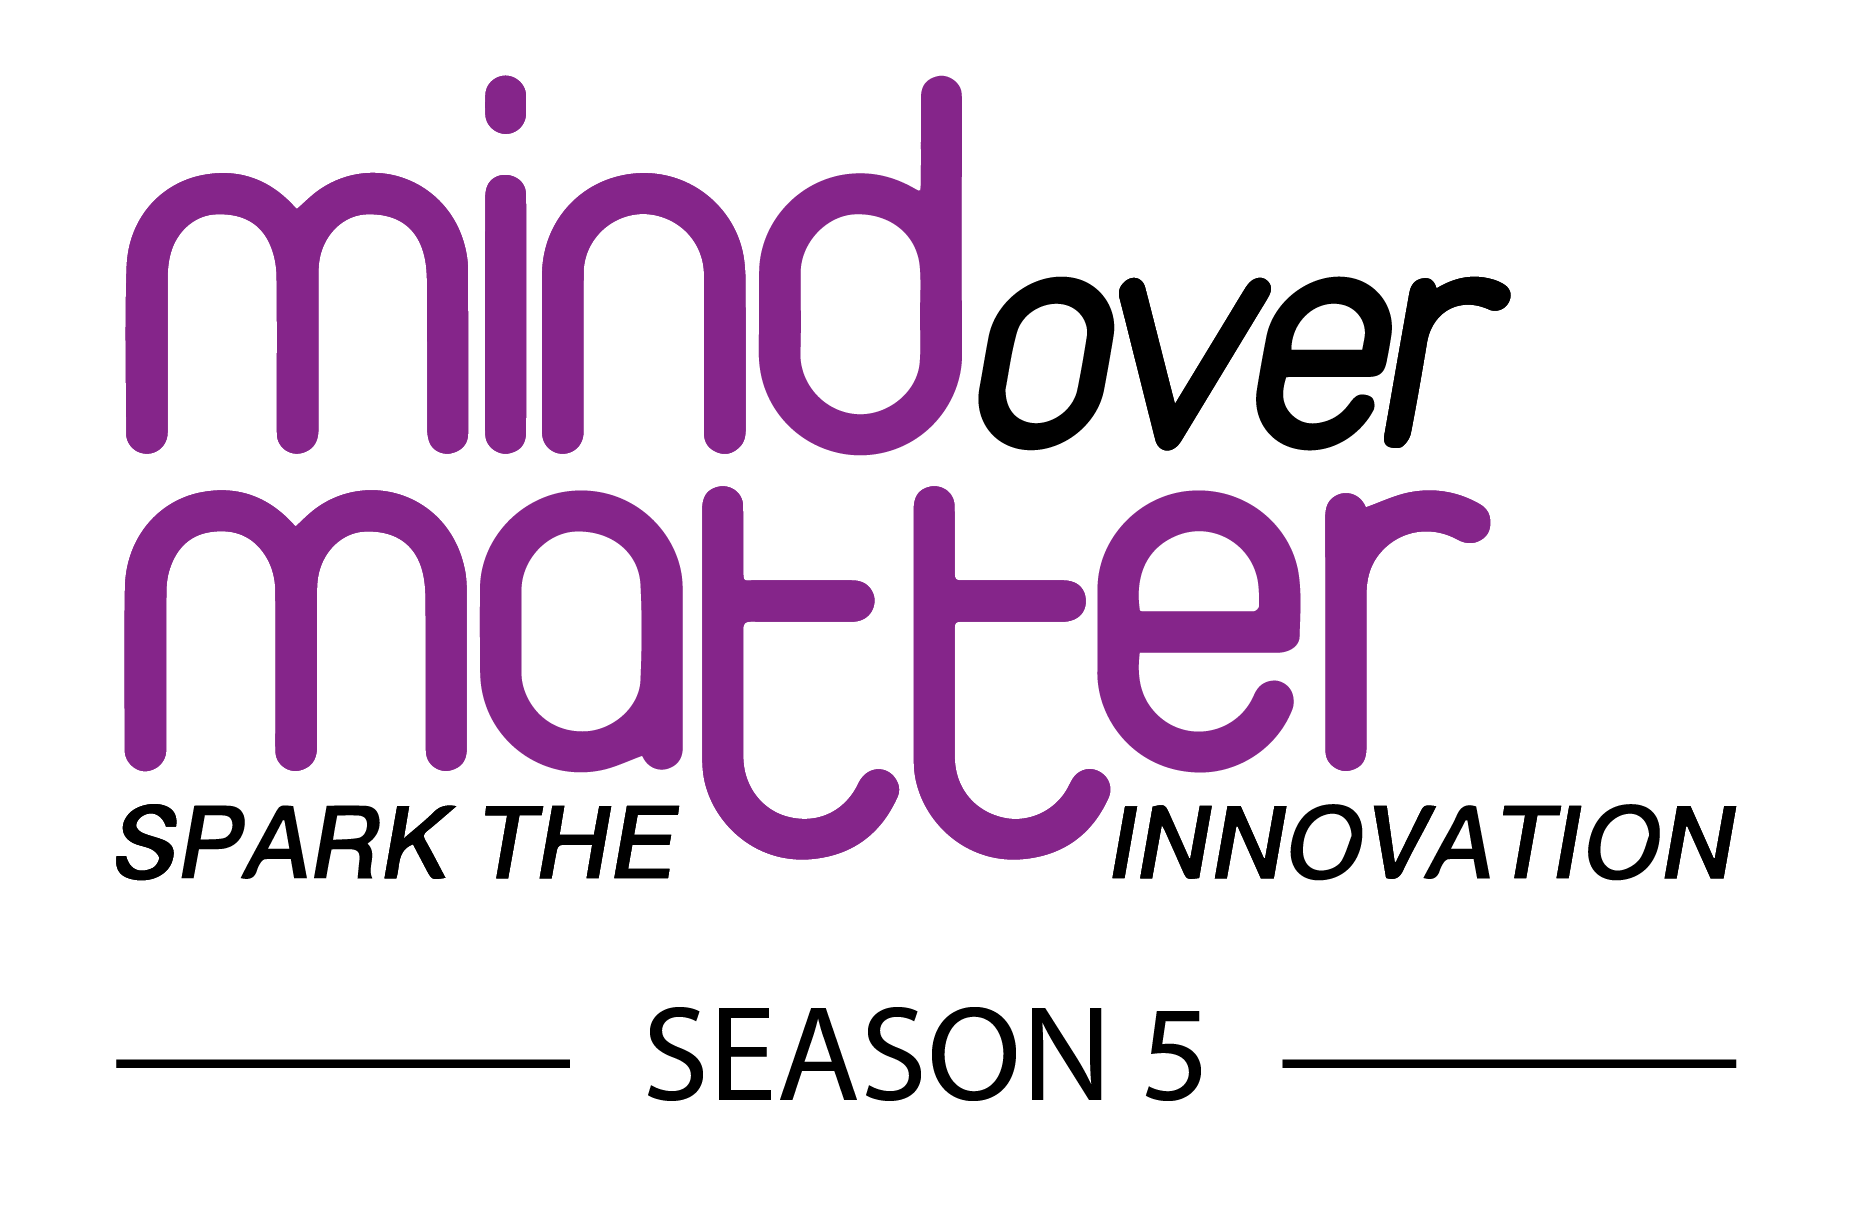 mind over
matter
SPARK THE INNOVATION
SEASON 5